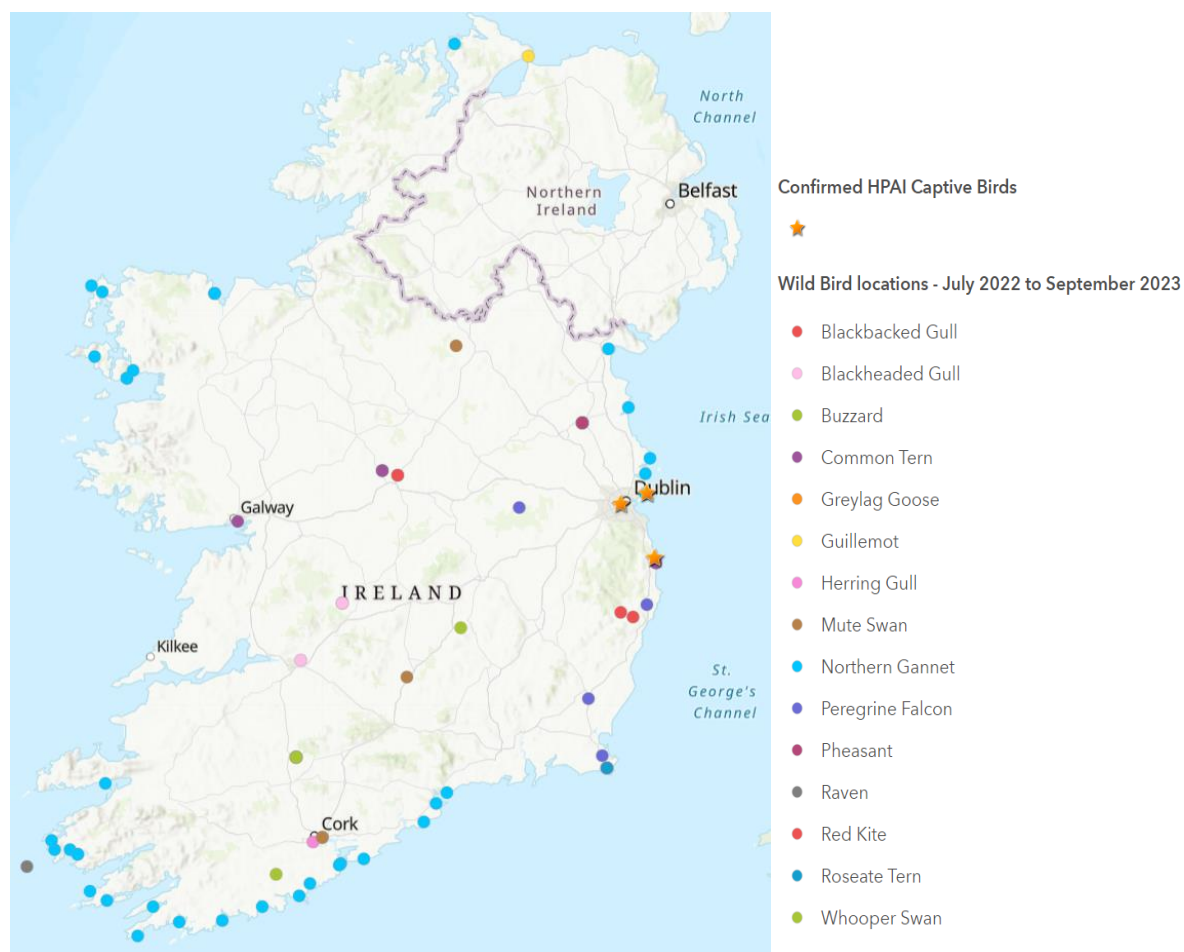 North
Channel
Northern
Ireland
Belfast
Irish Sea
Dublin
Galway
IRELAND
Kilkee
St.
George's
Channel
Cork
Confirmed HPAI Captive Birds
Wild Bird locations - July 2022 to September 2023
Blackbacked Gull
Blackheaded Gull
Buzzard
Common Tern
Greylag Goose
Guillemot
Herring Gull
Mute Swan
Northern Gannet
Peregrine Falcon
Pheasant
Raven
Red Kite
Roseate Tern
Whooper Swan